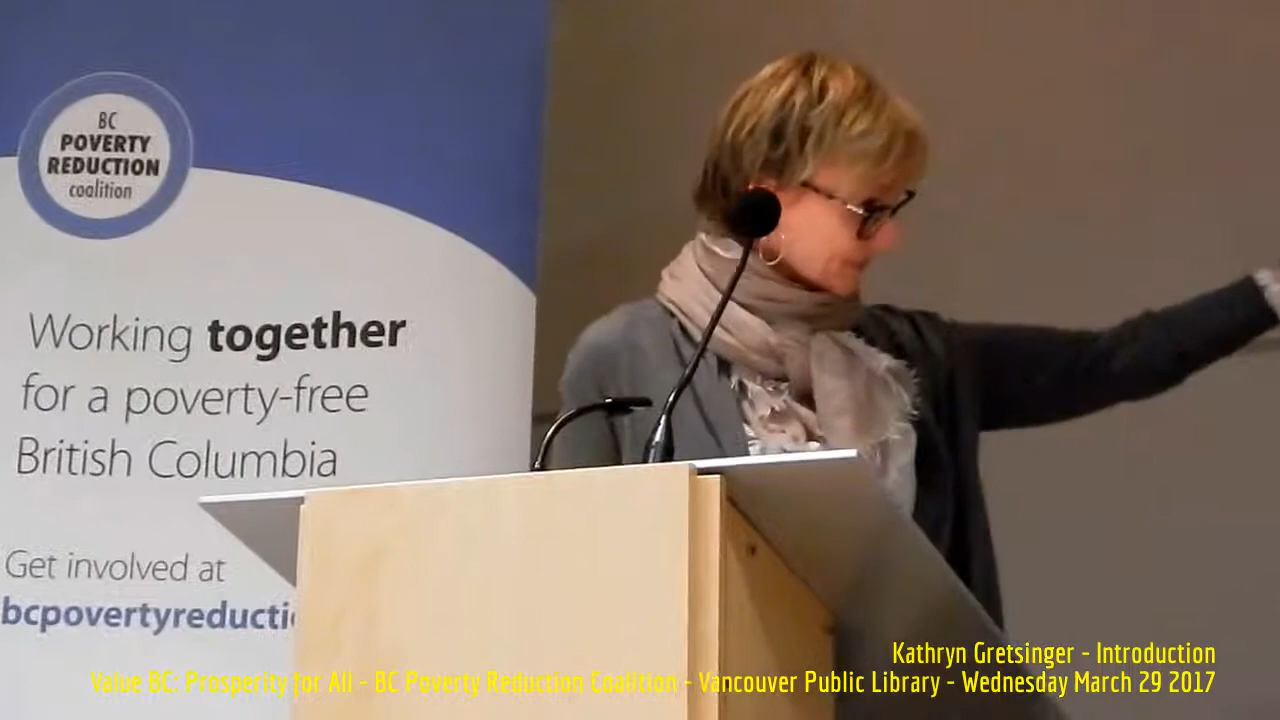 BC
POVERTY
REDUCTION
coalition
Working together
for a poverty-free
British Columbia
Get involved at
bcpovertyreducti
Kathryn Gretsinger - Introduction
Value BC: Prosperity for All - BC Poverty Reduction Coalition - Vancouver Public Library - Wednesday March 29 2017